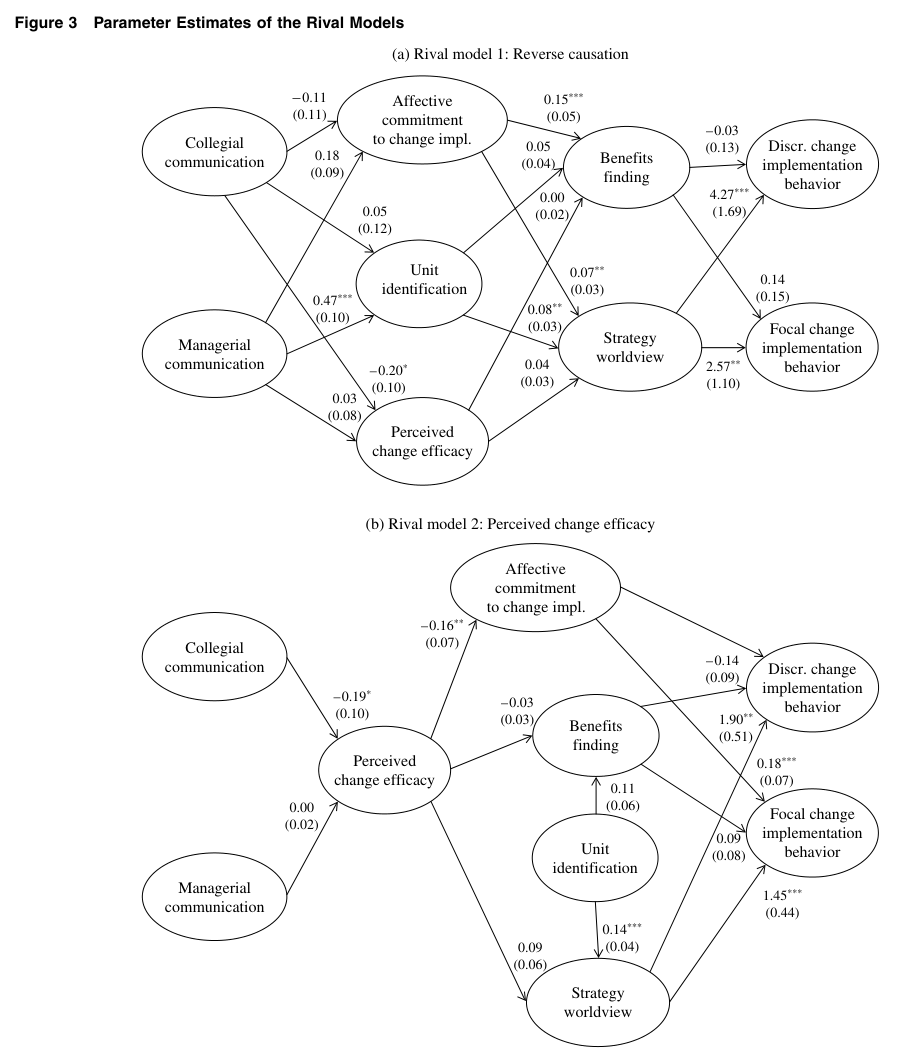 Figure 3 Parameter Estimates of the Rival Models
(a) Rival model 1: Reverse causation
Collegial
communication
Managerial
communication
−0.11
(0.11)
0.18
(0.09)
0.05
(0.12)
0.47***
(0.10)
−0.20*
(0.10)
0.03
(0.08)
Affective
commitment
to change impl.
Unit
identification
Perceived
change efficacy
0.15***
(0.05)
0.05
(0.04)
0.00
(0.02)
0.07**
(0.03)
0.08**
(0.03)
0.04
(0.03)
Benefits
finding
Strategy
worldview
−0.03
(0.13)
4.27***
(1.69)
0.14
(0.15)
2.57**
(1.10)
Discr. change
implementation
behavior
Focal change
implementation
behavior
(b) Rival model 2: Perceived change efficacy
Collegial
communication
Managerial
communication
−0.19*
(0.10)
0.00
(0.02)
Perceived
change efficacy
−0.16**
(0.07)
−0.03
(0.03)
0.09
(0.06)
Affective
commitment
to change impl.
Benefits
finding
0.11
(0.06)
Unit
identification
0.14***
(0.04)
Strategy
worldview
−0.14
(0.09)
1.90**
(0.51)
0.18***
(0.07)
0.09
(0.08)
1.45***
(0.44)
Discr. change
implementation
behavior
Focal change
implementation
behavior